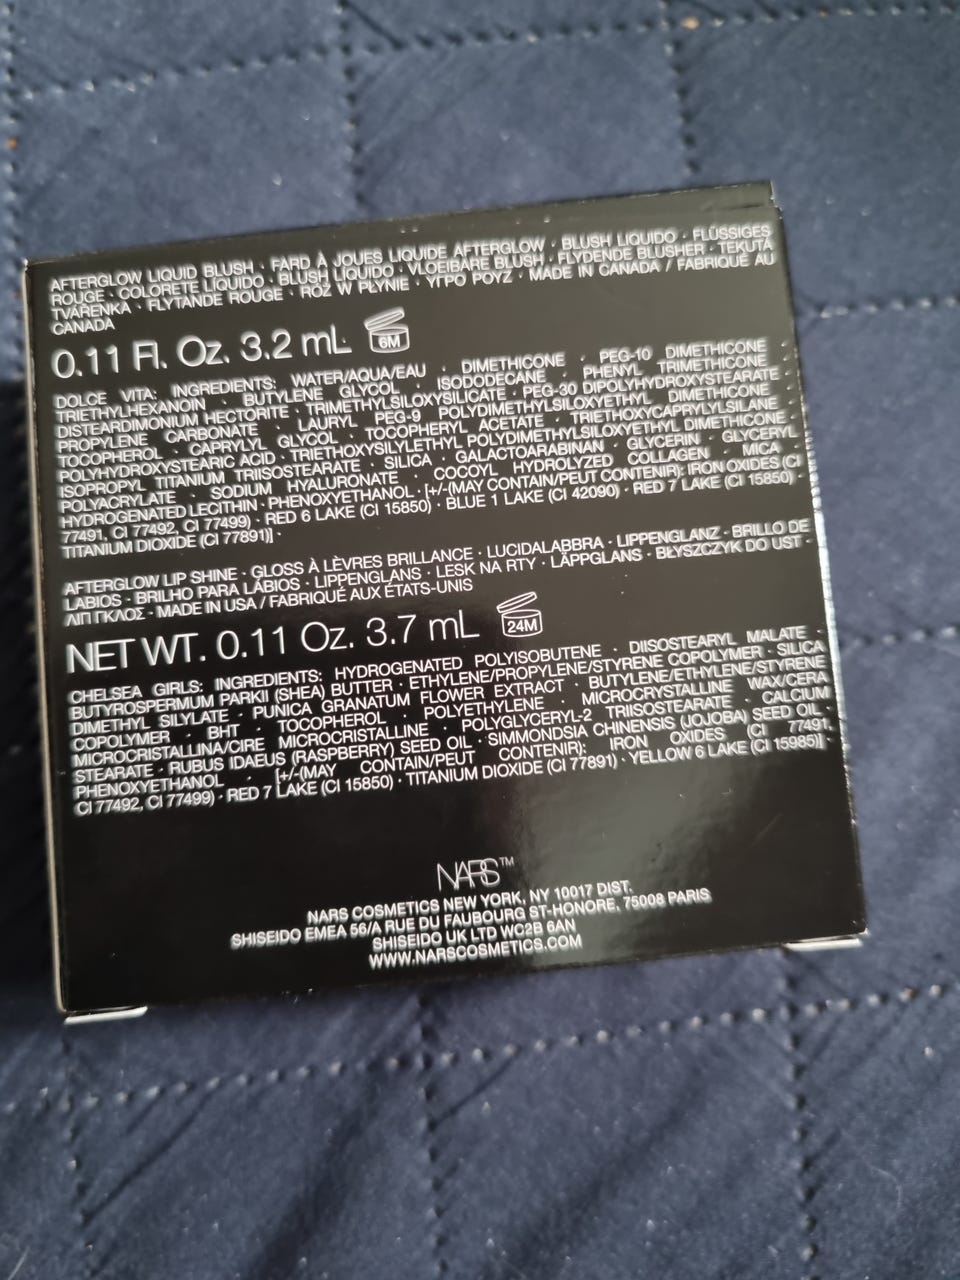 AFTERGLOW LIQUID BLUSH · FARD À JOUES LIQUIDE AFTERGLOW · BLUSH LIQUIDO · FLÜSSIGES
ROUGE · COLORETE LÍQUIDO · BLUSH LÍQUIDO · VLOEIBARE BLUSH · FLYDENDE BLUSHER · TEKUTÁ
TVÁŘENKA · FLYTANDE ROUGE · RÓŻ W PŁYNIE · ΥΓΡΟ ΡΟΥΖ · MADE IN CANADA / FABRIQUÉ AU
CANADA
0.11 Fl. Oz. 3.2 mL 6M
DOLCE VITA: INGREDIENTS: WATER/AQUA/EAU · DIMETHICONE · PEG-10 DIMETHICONE ·
TRIETHYLHEXANOIN · BUTYLENE GLYCOL · ISODODECANE · PHENYL TRIMETHICONE ·
DISTEARDIMONIUM HECTORITE · TRIMETHYLSILOXYSILICATE · PEG-30 DIPOLYHYDROXYSTEARATE ·
PROPYLENE CARBONATE · LAURYL PEG-9 POLYDIMETHYLSILOXYETHYL DIMETHICONE ·
TOCOPHEROL · CAPRYLYL GLYCOL · TOCOPHERYL ACETATE · TRIETHOXYCAPRYLYLSILANE ·
POLYHYDROXYSTEARIC ACID · TRIETHOXYSILYLETHYL POLYDIMETHYLSILOXYETHYL DIMETHICONE ·
ISOPROPYL TITANIUM TRIISOSTEARATE · SILICA · GALACTOARABINAN · GLYCERIN · GLYCERYL
POLYACRYLATE · SODIUM HYALURONATE · COCOYL HYDROLYZED COLLAGEN · MICA ·
HYDROGENATED LECITHIN · PHENOXYETHANOL · [+/-(MAY CONTAIN/PEUT CONTENIR): IRON OXIDES (CI
77491, CI 77492, CI 77499) · RED 6 LAKE (CI 15850) · BLUE 1 LAKE (CI 42090) · RED 7 LAKE (CI 15850) ·
TITANIUM DIOXIDE (CI 77891)] ·
AFTERGLOW LIP SHINE · GLOSS À LÈVRES BRILLANCE · LUCIDALABBRA · LIPPENGLANZ · BRILLO DE
LABIOS · BRILHO PARA LÁBIOS · LIPPENGLANS · LESK NA RTY · LÄPPGLANS · BŁYSZCZYK DO UST ·
ΛΙΠ ΓΚΛΟΣ · MADE IN USA / FABRIQUÉ AUX ÉTATS-UNIS
NET WT. 0.11 Oz. 3.7 mL 24M
CHELSEA GIRLS: INGREDIENTS: HYDROGENATED POLYISOBUTENE · DIISOSTEARYL MALATE ·
BUTYROSPERMUM PARKII (SHEA) BUTTER · ETHYLENE/PROPYLENE/STYRENE COPOLYMER · SILICA
DIMETHYL SILYLATE · PUNICA GRANATUM FLOWER EXTRACT · BUTYLENE/ETHYLENE/STYRENE
COPOLYMER · BHT · TOCOPHEROL · POLYETHYLENE · MICROCRYSTALLINE WAX/CERA
MICROCRISTALLINA/CIRE MICROCRISTALLINE · POLYGLYCERYL-2 TRIISOSTEARATE · CALCIUM
STEARATE · RUBUS IDAEUS (RASPBERRY) SEED OIL · SIMMONDSIA CHINENSIS (JOJOBA) SEED OIL ·
PHENOXYETHANOL · [+/-(MAY CONTAIN/PEUT CONTENIR): IRON OXIDES (CI 77491,
CI 77492, CI 77499) · RED 7 LAKE (CI 15850) · TITANIUM DIOXIDE (CI 77891) · YELLOW 6 LAKE (CI 15985)] ·
NARS™
NARS COSMETICS NEW YORK, NY 10017 DIST.
SHISEIDO EMEA 56/A RUE DU FAUBOURG ST-HONORE, 75008 PARIS
SHISEIDO UK LTD WC2B 6AN
WWW.NARSCOSMETICS.COM